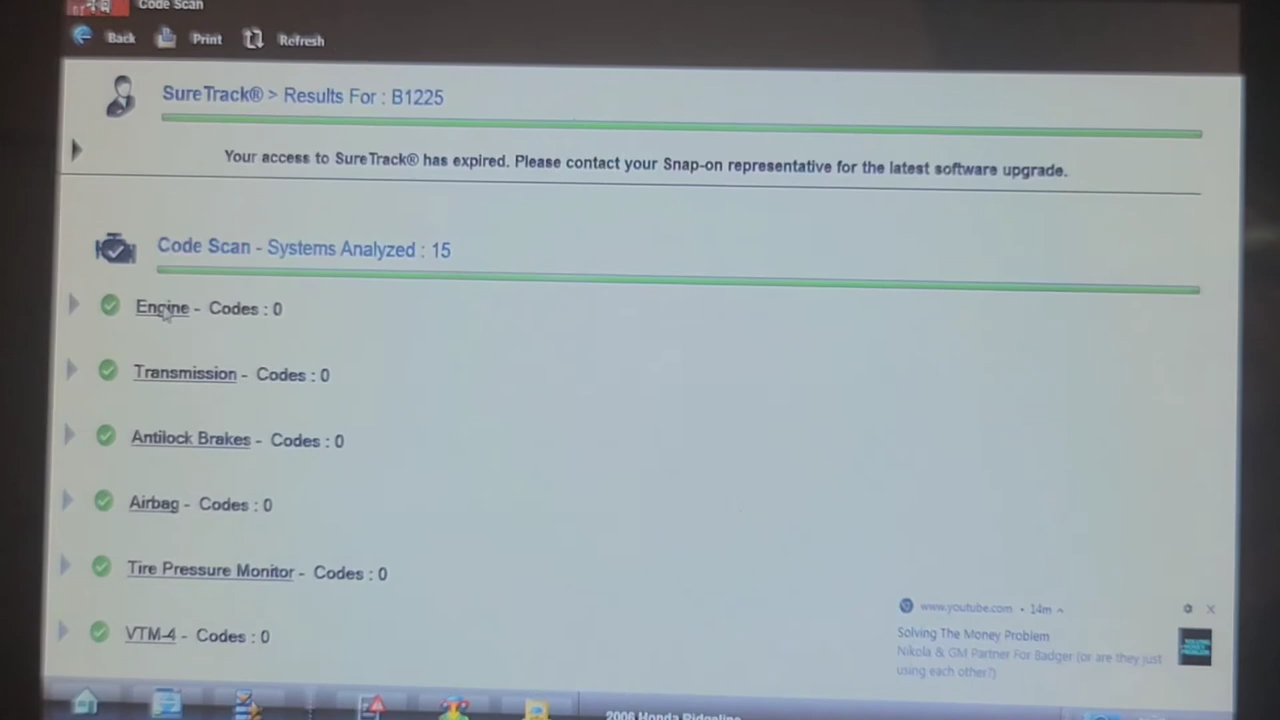 Code Scan
Back Print Refresh
SureTrack® > Results For : B1225
Your access to SureTrack® has expired. Please contact your Snap-on representative for the latest software upgrade.
Code Scan - Systems Analyzed : 15
Engine - Codes : 0
Transmission - Codes : 0
Antilock Brakes - Codes : 0
Airbag - Codes : 0
Tire Pressure Monitor - Codes : 0
VTM-4 - Codes : 0
www.youtube.com • 14m
Solving The Money Problem
Nikola & GM Partner For Badger (or are they just
using each other?)
2006 Honda Ridgeline